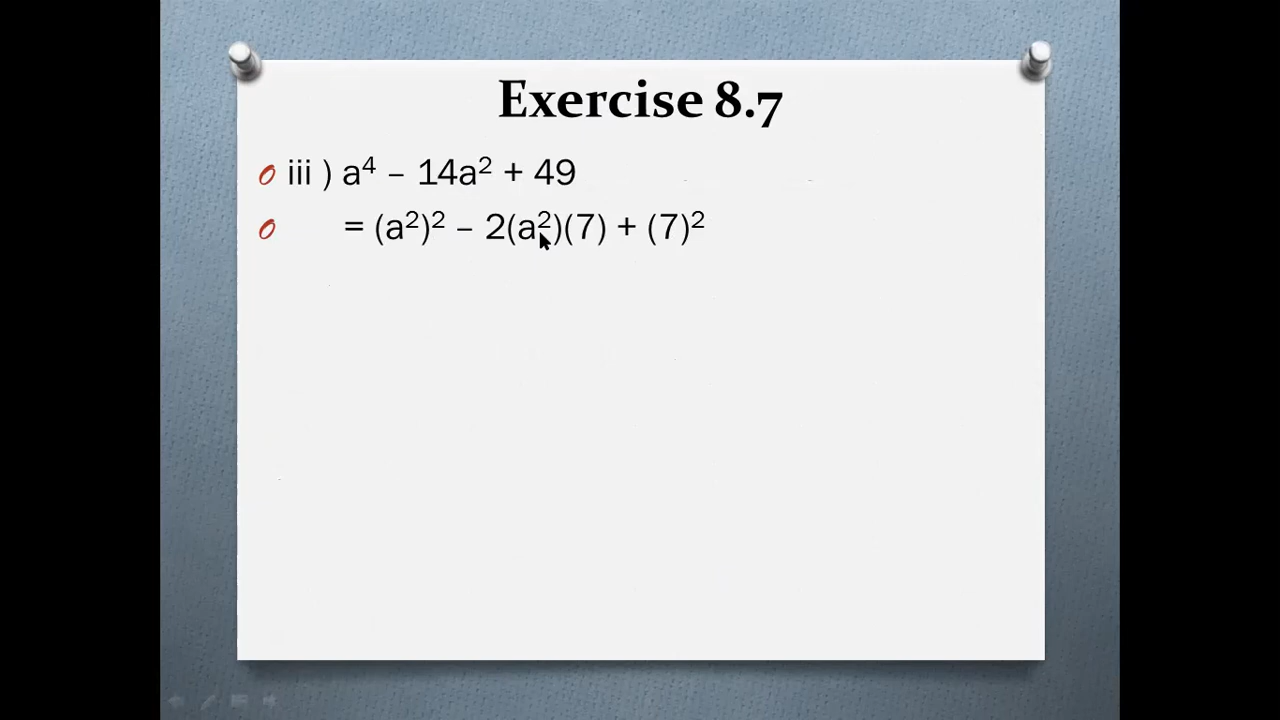 Exercise 8.7
iii ) a⁴ – 14a² + 49
= (a²)² – 2(a²)(7) + (7)²